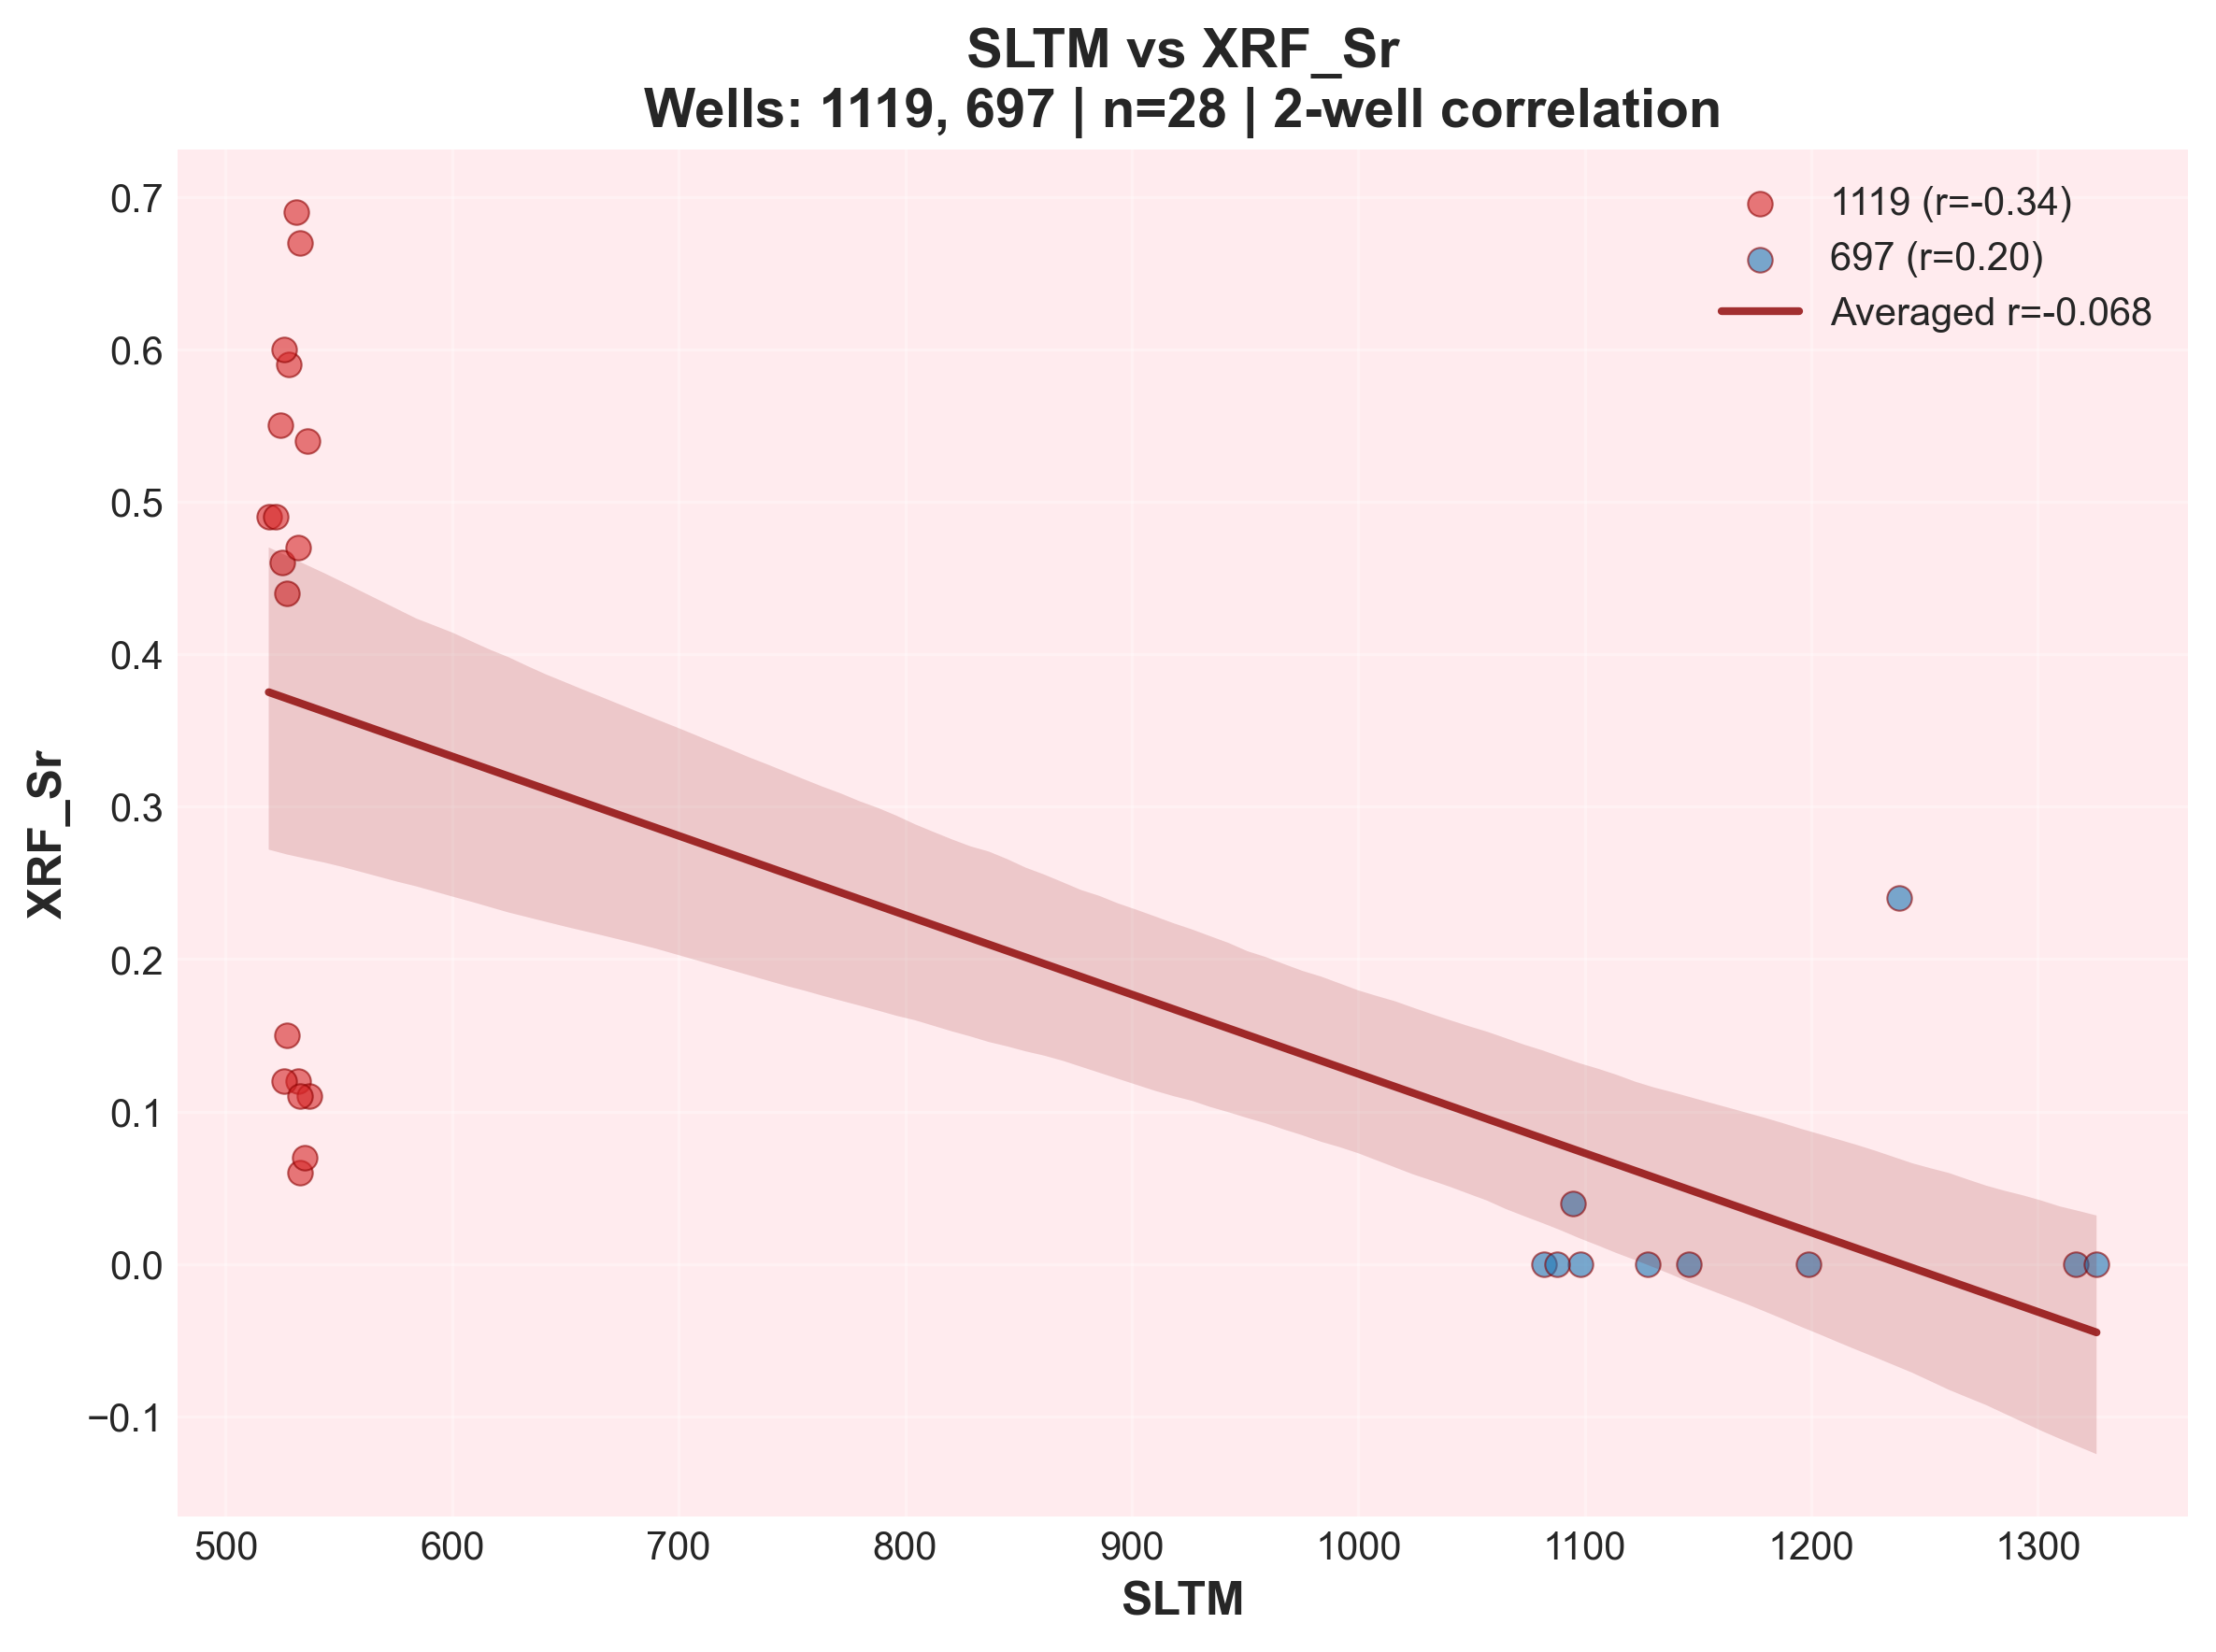 SLTM vs XRF_Sr
Wells: 1119, 697 | n=28 | 2-well correlation
1119 (r=-0.34)
697 (r=0.20)
Averaged r=-0.068
XRF_Sr
0.7
0.6
0.5
0.4
0.3
0.2
0.1
0.0
−0.1
500 600 700 800 900 1000 1100 1200 1300
SLTM